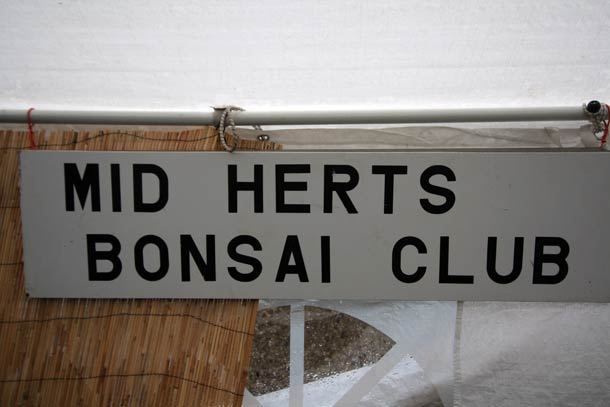 MID HERTS
BONSAI CLUB